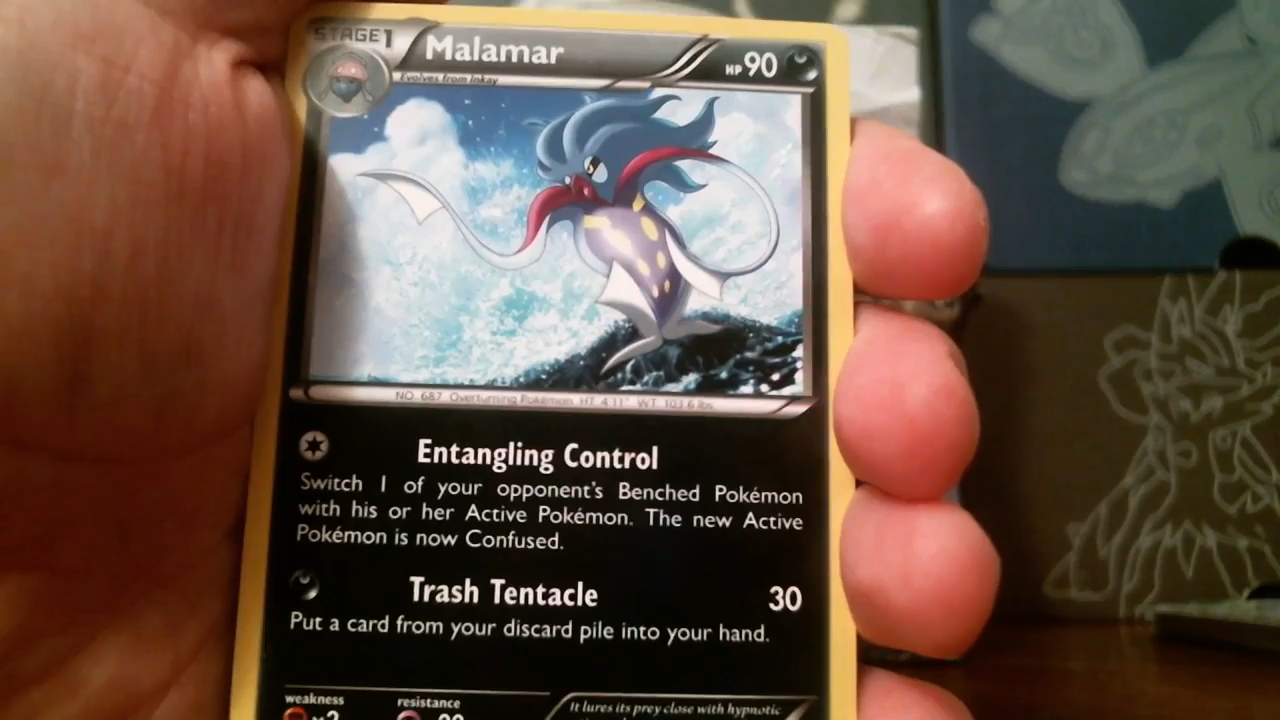 STAGE1
Malamar
HP 90
Evolves from Inkay
NO. 687 Overturning Pokémon HT. 4'11" WT. 103.6 lbs.
Entangling Control
Switch 1 of your opponent's Benched Pokémon
with his or her Active Pokémon. The new Active
Pokémon is now Confused.
Trash Tentacle 30
Put a card from your discard pile into your hand.
weakness
resistance
It lures its prey close with hypnotic